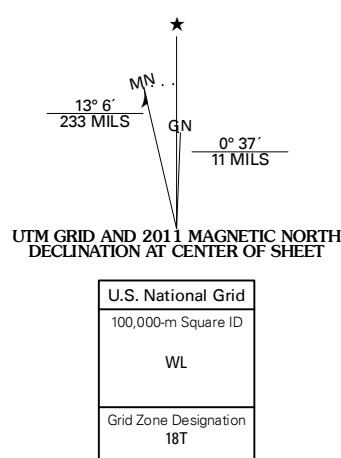 ★
MN
13° 6´
233 MILS
GN
0° 37´
11 MILS
UTM GRID AND 2011 MAGNETIC NORTH
DECLINATION AT CENTER OF SHEET
U.S. National Grid
100,000-m Square ID
WL
Grid Zone Designation
18T